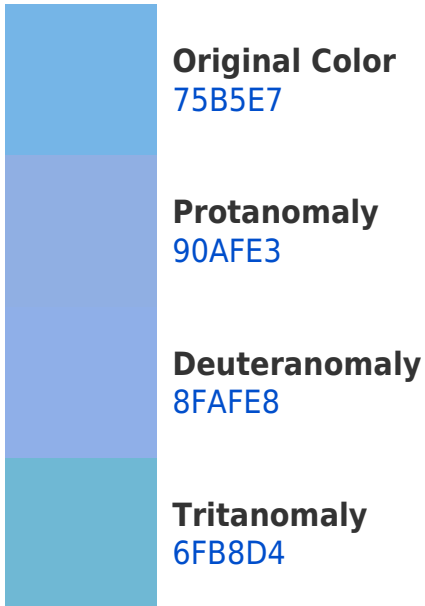 Original Color
75B5E7
Protanomaly
90AFE3
Deuteranomaly
8FAFE8
Tritanomaly
6FB8D4